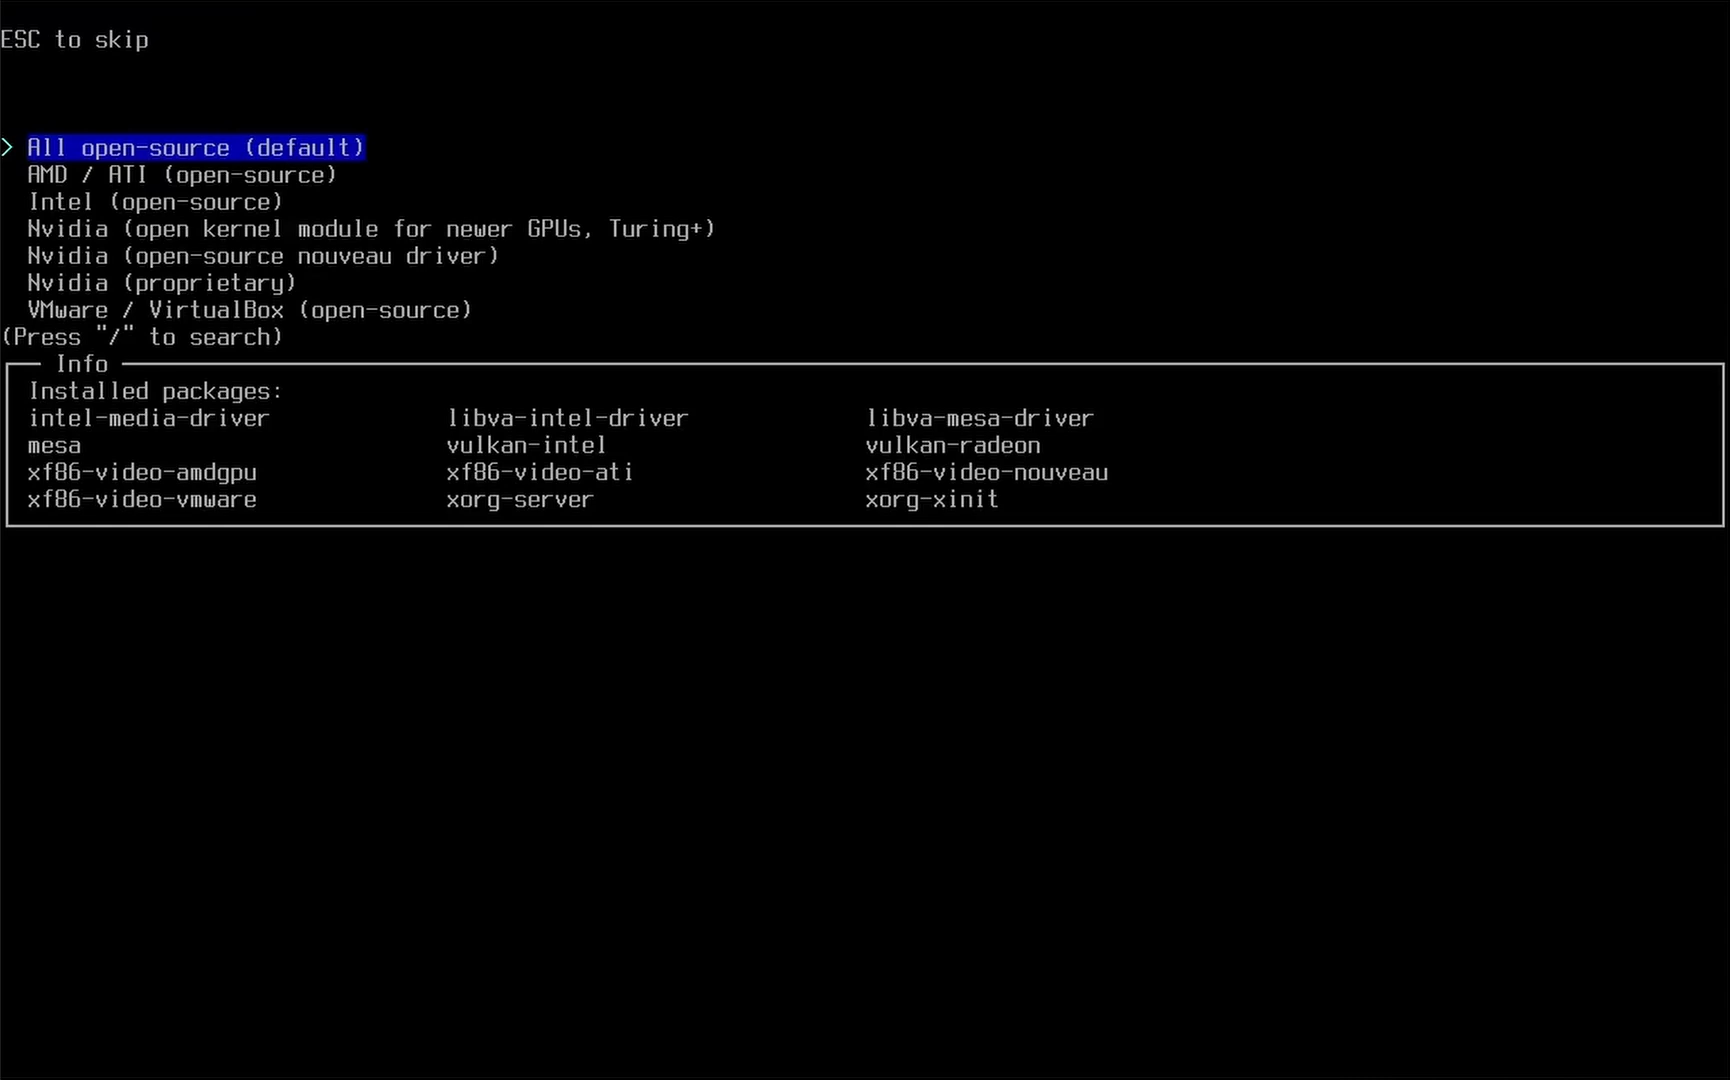 ESC to skip
> All open-source (default)
AMD / ATI (open-source)
Intel (open-source)
Nvidia (open kernel module for newer GPUs, Turing+)
Nvidia (open-source nouveau driver)
Nvidia (proprietary)
VMware / VirtualBox (open-source)
(Press "/" to search)
Info
Installed packages:
intel-media-driver libva-intel-driver libva-mesa-driver
mesa vulkan-intel vulkan-radeon
xf86-video-amdgpu xf86-video-ati xf86-video-nouveau
xf86-video-vmware xorg-server xorg-xinit